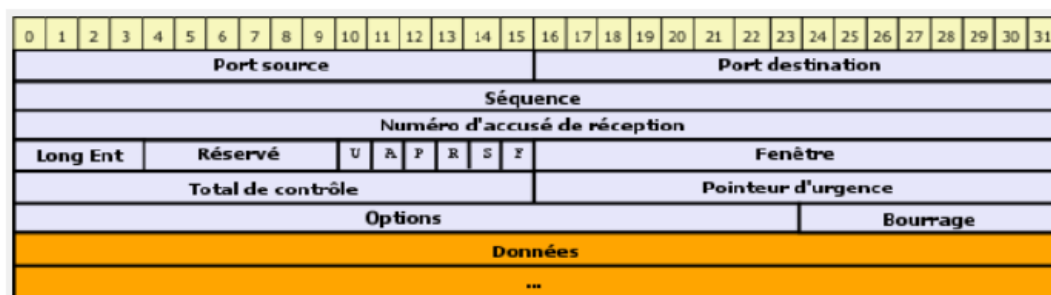 0 1 2 3 4 5 6 7 8 9 10 11 12 13 14 15 16 17 18 19 20 21 22 23 24 25 26 27 28 29 30 31
Port source Port destination
Séquence
Numéro d'accusé de réception
Long Ent Réservé U A P R S F Fenêtre
Total de contrôle Pointeur d'urgence
Options Bourrage
Données
...